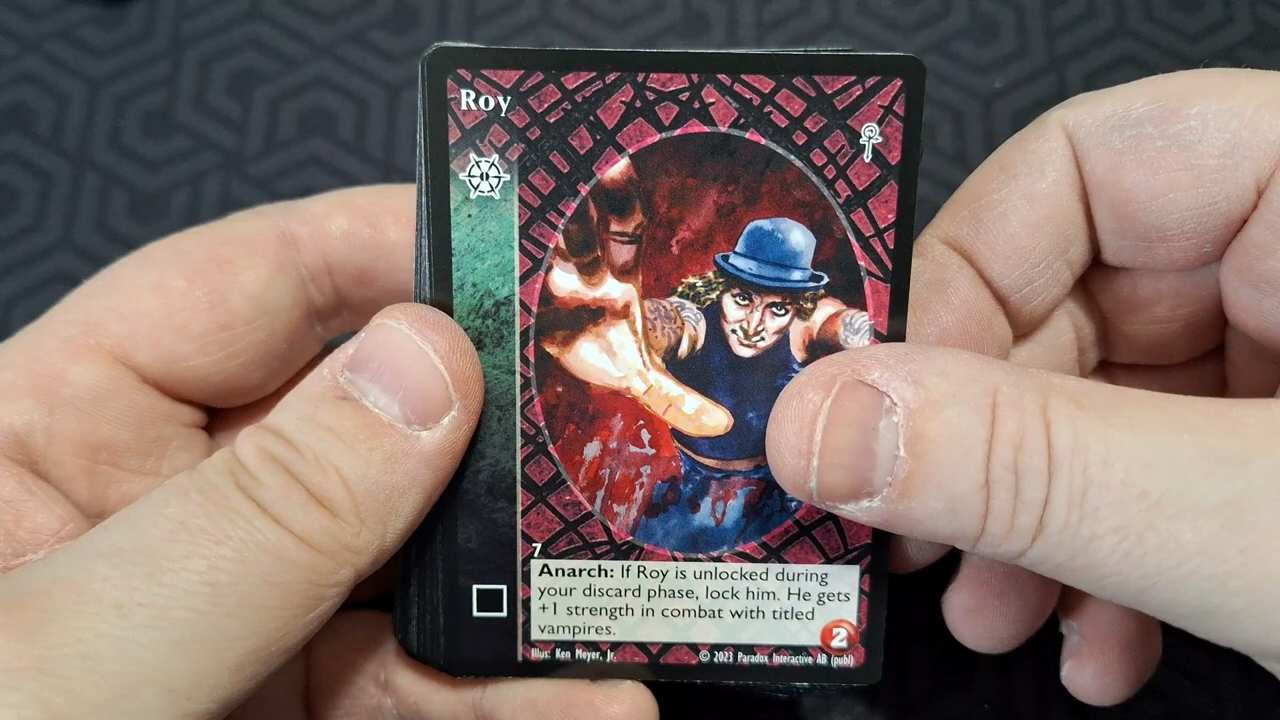 Roy
7
Anarch: If Roy is unlocked during
your discard phase, lock him. He gets
+1 strength in combat with titled
vampires.
2
Illus: Ken Meyer, Jr.
© 2023 Paradox Interactive AB (publ)